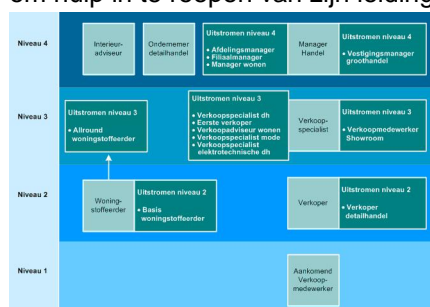 om hulp in te roepen van zijn leiding
Niveau 4
Interieur-
adviseur
Ondernemer
detailhandel
Uitstromen niveau 4
• Afdelingsmanager
• Filiaalmanager
• Manager wonen
Manager
Handel
Uitstromen niveau 4
• Vestigingsmanager
groothandel
Niveau 3
Uitstromen niveau 3
• Allround
woningstoffeerder
Uitstromen niveau 3
• Verkoopspecialist dh
• Eerste verkoper
• Verkoopadviseur wonen
• Verkoopspecialist mode
• Verkoopspecialist
elektrotechnische dh
Verkoop-
specialist
Uitstromen niveau 3
• Verkoopmedewerker
Showroom
Niveau 2
Woning-
stoffeerder
Uitstromen niveau 2
• Basis
woningstoffeerder
Verkoper
Uitstromen niveau 2
• Verkoper
detailhandel
Niveau 1
Aankomend
Verkoop-
medewerker